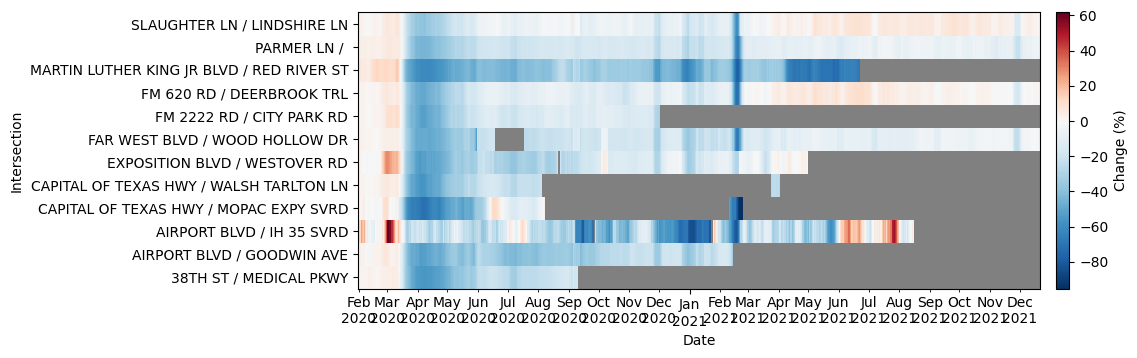 SLAUGHTER LN / LINDSHIRE LN
PARMER LN /
MARTIN LUTHER KING JR BLVD / RED RIVER ST
FM 620 RD / DEERBROOK TRL
FM 2222 RD / CITY PARK RD
FAR WEST BLVD / WOOD HOLLOW DR
EXPOSITION BLVD / WESTOVER RD
CAPITAL OF TEXAS HWY / WALSH TARLTON LN
CAPITAL OF TEXAS HWY / MOPAC EXPY SVRD
AIRPORT BLVD / IH 35 SVRD
AIRPORT BLVD / GOODWIN AVE
38TH ST / MEDICAL PKWY
Intersection
Feb Mar Apr May Jun Jul Aug Sep Oct Nov Dec Jan Feb Mar Apr May Jun Jul Aug Sep Oct Nov Dec
2020 2020 2020 2020 2020 2020 2020 2020 2020 2020 2020 2021 2021 2021 2021 2021 2021 2021 2021 2021 2021 2021 2021
Date
60
40
20
0
−20
−40
−60
−80
Change (%)